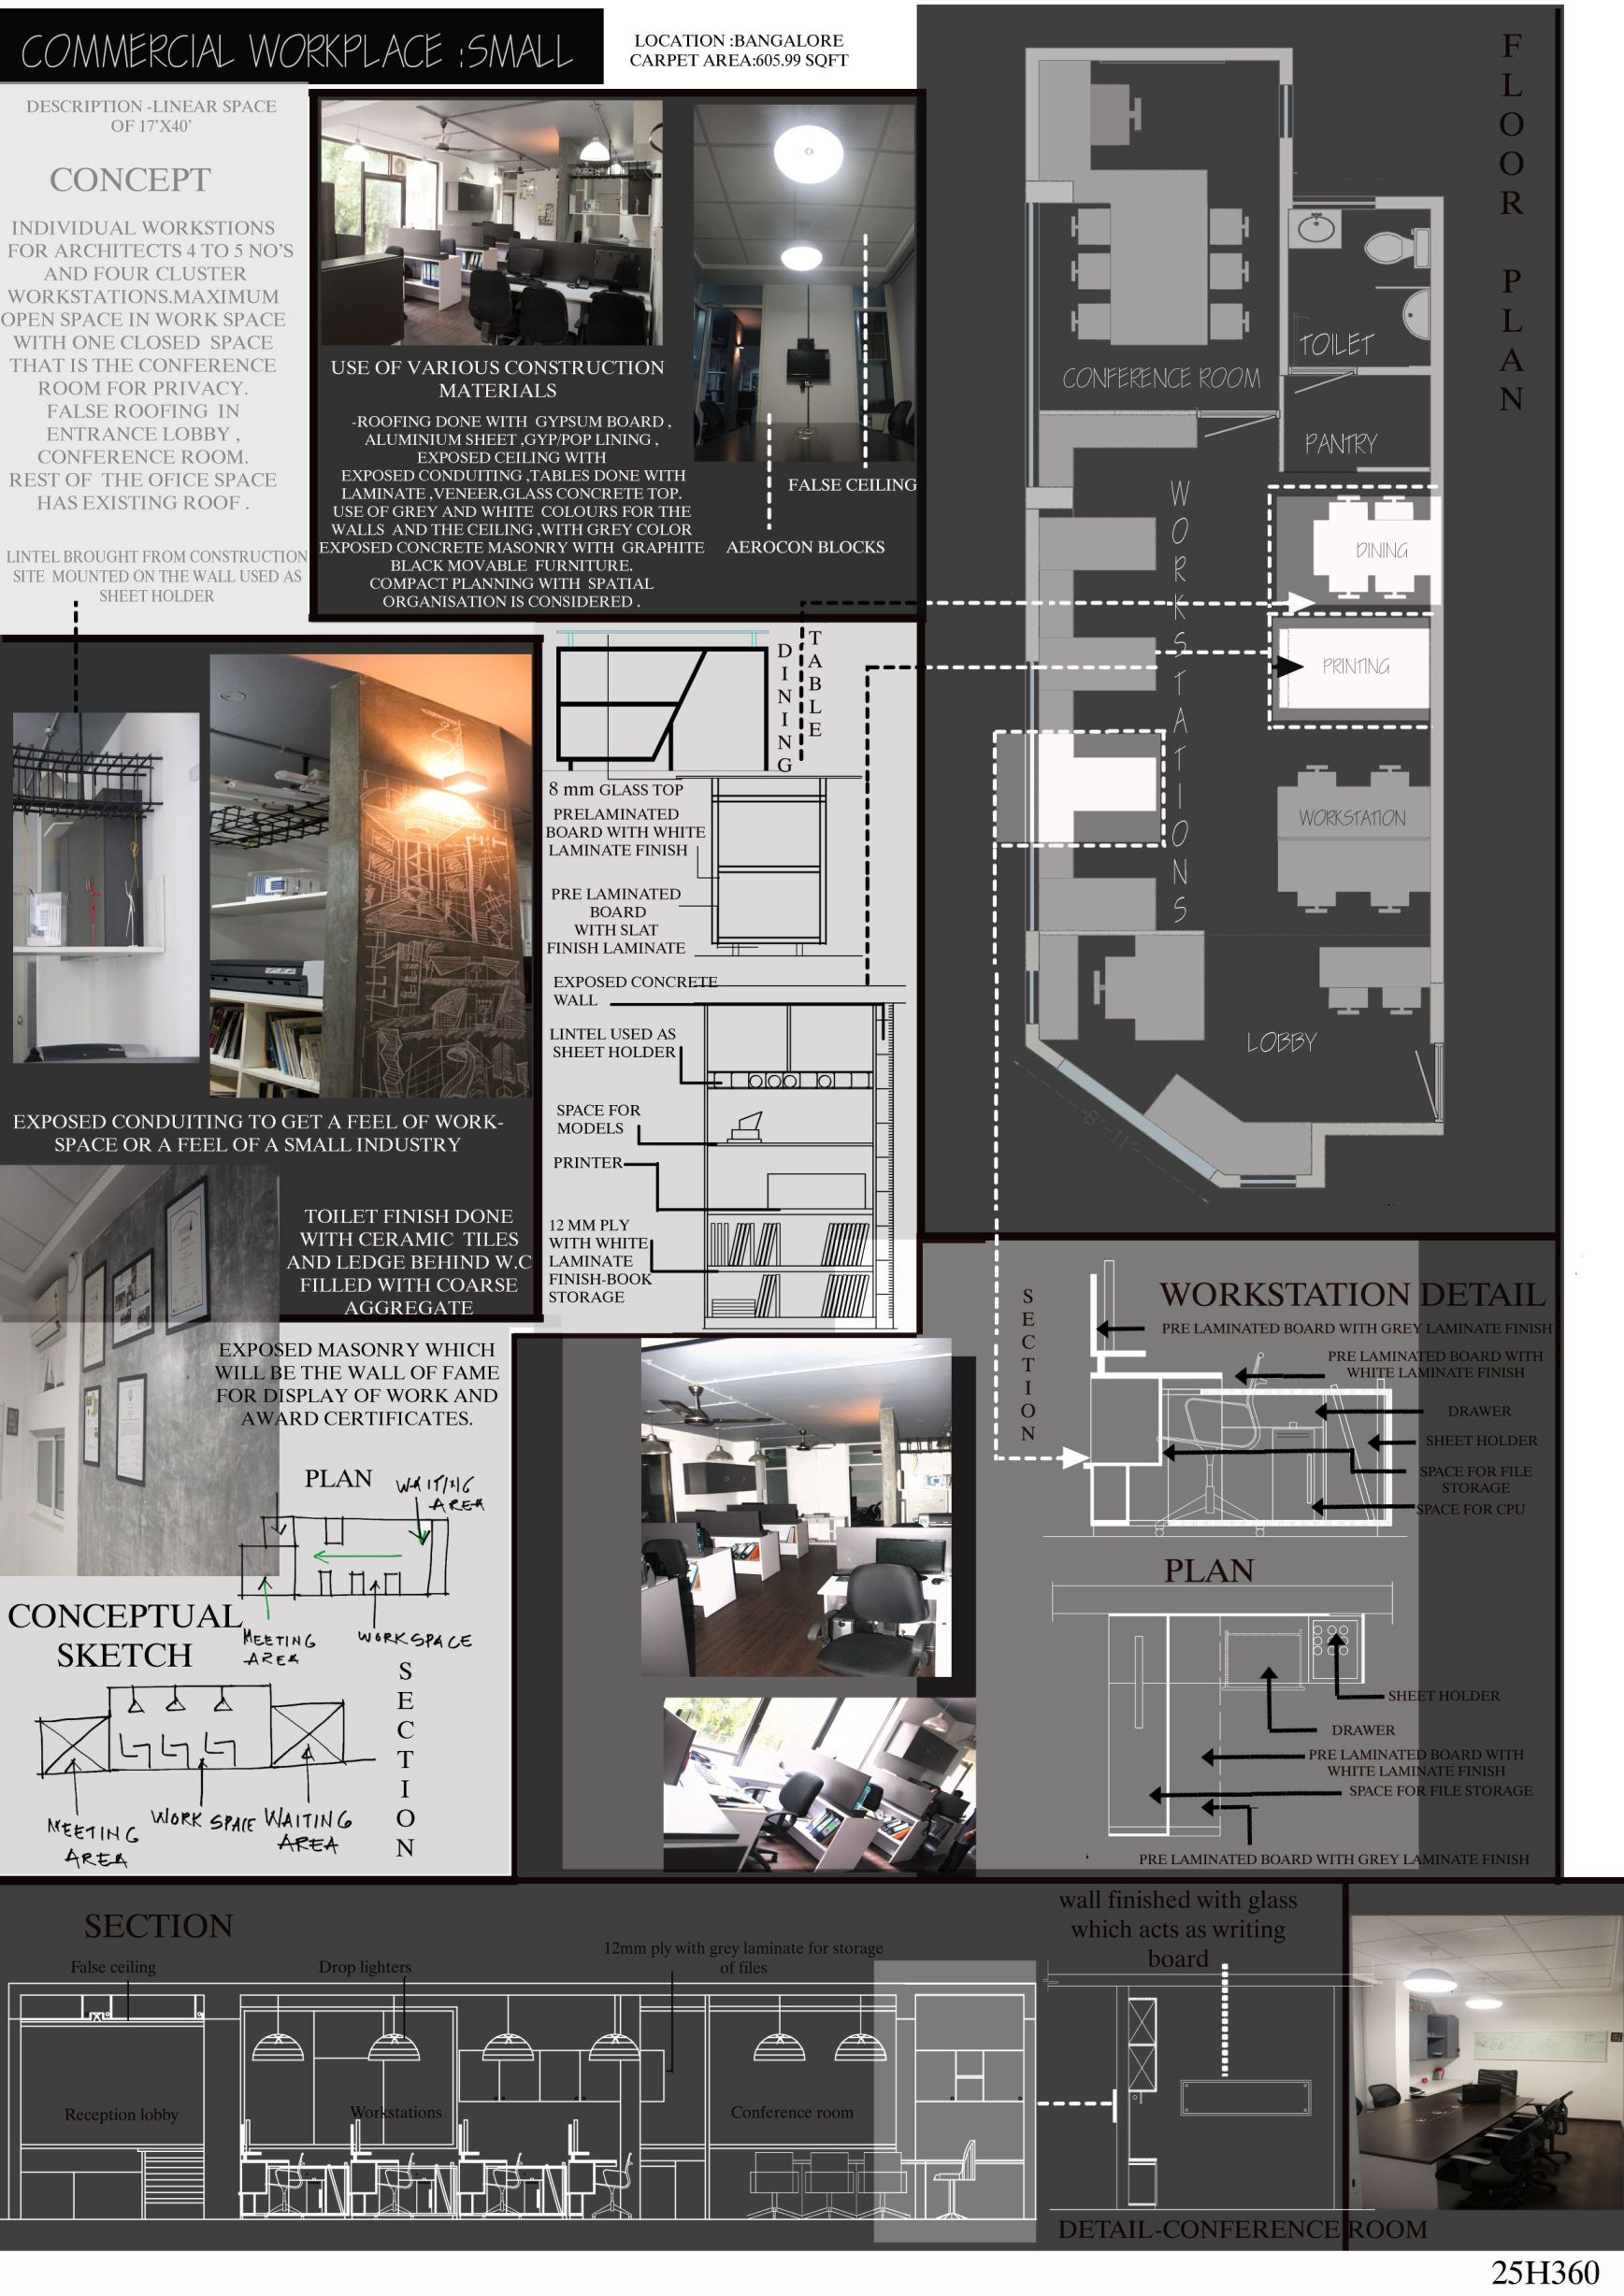 COMMERCIAL WORKPLACE :SMALL
LOCATION :BANGALORE
CARPET AREA:605.99 SQFT
DESCRIPTION -LINEAR SPACE
OF 17'X40'
CONCEPT
INDIVIDUAL WORKSTIONS
FOR ARCHITECTS 4 TO 5 NO'S
AND FOUR CLUSTER
WORKSTATIONS.MAXIMUM
OPEN SPACE IN WORK SPACE
WITH ONE CLOSED SPACE
THAT IS THE CONFERENCE
ROOM FOR PRIVACY.
FALSE ROOFING IN
ENTRANCE LOBBY ,
CONFERENCE ROOM.
REST OF THE OFICE SPACE
HAS EXISTING ROOF .
LINTEL BROUGHT FROM CONSTRUCTION
SITE MOUNTED ON THE WALL USED AS
SHEET HOLDER
USE OF VARIOUS CONSTRUCTION
MATERIALS
-ROOFING DONE WITH GYPSUM BOARD ,
ALUMINIUM SHEET ,GYP/POP LINING ,
EXPOSED CEILING WITH
EXPOSED CONDUITING ,TABLES DONE WITH
LAMINATE ,VENEER,GLASS CONCRETE TOP.
USE OF GREY AND WHITE COLOURS FOR THE
WALLS AND THE CEILING ,WITH GREY COLOR
EXPOSED CONCRETE MASONRY WITH GRAPHITE
BLACK MOVABLE FURNITURE.
COMPACT PLANNING WITH SPATIAL
ORGANISATION IS CONSIDERED .
FALSE CEILING
AEROCON BLOCKS
FLOOR PLAN
CONFERENCE ROOM
TOILET
PANTRY
WORKSTATIONS
DINING
PRINTING
WORKSTATION
LOBBY
8'-11"
EXPOSED CONDUITING TO GET A FEEL OF WORK-
SPACE OR A FEEL OF A SMALL INDUSTRY
TOILET FINISH DONE
WITH CERAMIC TILES
AND LEDGE BEHIND W.C
FILLED WITH COARSE
AGGREGATE
DINING TABLE
8 mm GLASS TOP
PRELAMINATED
BOARD WITH WHITE
LAMINATE FINISH
PRE LAMINATED
BOARD
WITH SLAT
FINISH LAMINATE
EXPOSED CONCRETE
WALL
LINTEL USED AS
SHEET HOLDER
SPACE FOR
MODELS
PRINTER
12 MM PLY
WITH WHITE
LAMINATE
FINISH-BOOK
STORAGE
EXPOSED MASONRY WHICH
WILL BE THE WALL OF FAME
FOR DISPLAY OF WORK AND
AWARD CERTIFICATES.
PLAN
WAITING
AREA
MEETING
AREA
WORKSPACE
CONCEPTUAL
SKETCH
SECTION
MEETING
AREA
WORK SPACE
WAITING
AREA
SECTION
WORKSTATION DETAIL
PRE LAMINATED BOARD WITH GREY LAMINATE FINISH
PRE LAMINATED BOARD WITH
WHITE LAMINATE FINISH
DRAWER
SHEET HOLDER
SPACE FOR FILE
STORAGE
SPACE FOR CPU
PLAN
SHEET HOLDER
DRAWER
PRE LAMINATED BOARD WITH
WHITE LAMINATE FINISH
SPACE FOR FILE STORAGE
PRE LAMINATED BOARD WITH GREY LAMINATE FINISH
SECTION
False ceiling
Drop lighters
12mm ply with grey laminate for storage
of files
Reception lobby
Workstations
Conference room
wall finished with glass
which acts as writing
board
DETAIL-CONFERENCE ROOM
25H360